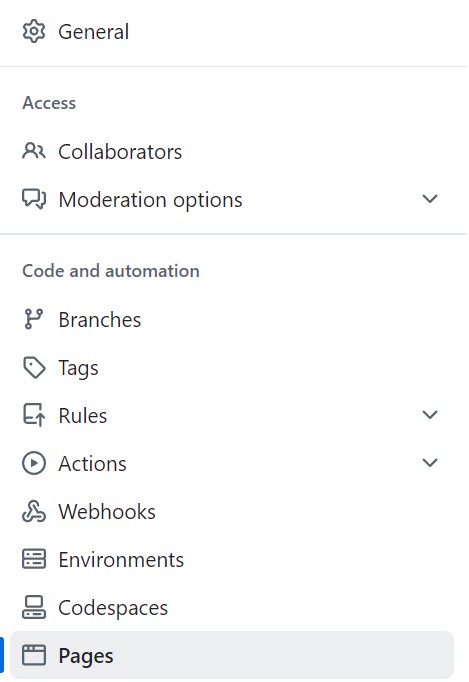 General
Access
Collaborators
Moderation options
Code and automation
Branches
Tags
Rules
Actions
Webhooks
Environments
Codespaces
Pages